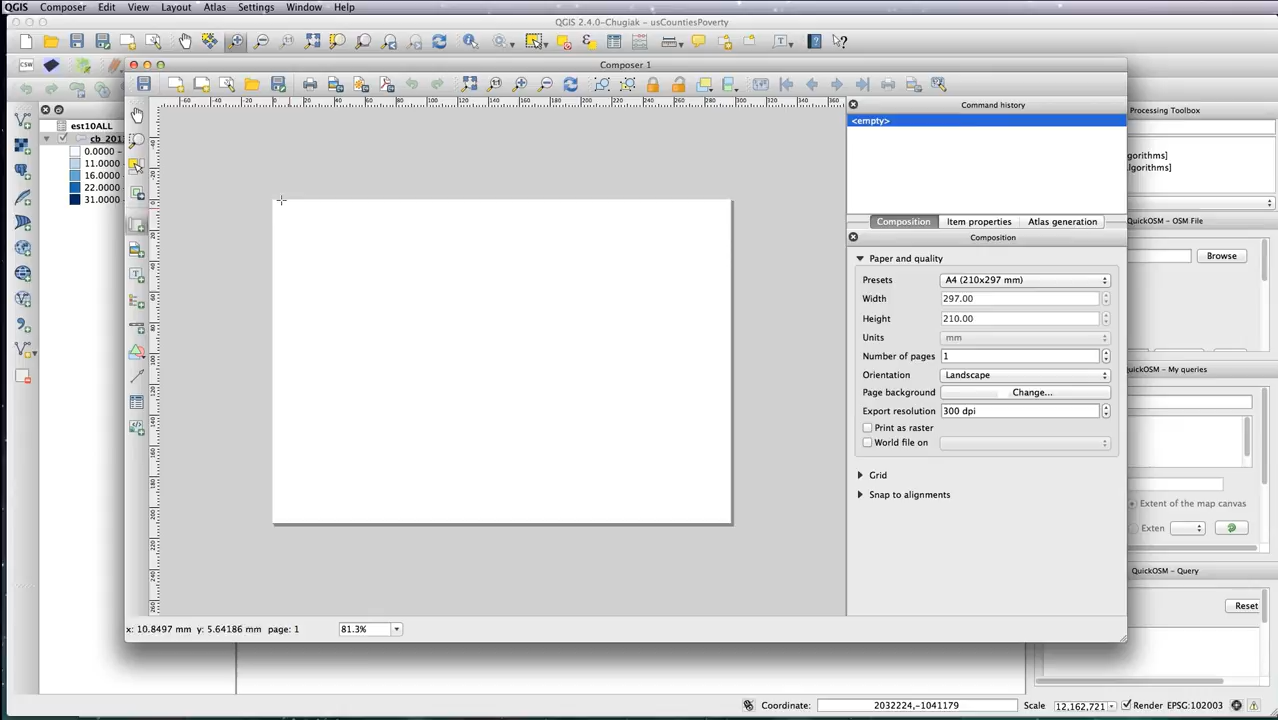 QGIS Composer Edit View Layout Atlas Settings Window Help
QGIS 2.4.0-Chugiak - usCountiesPoverty
CSW
Composer 1
Command history
Processing Toolbox
<empty>
est10ALL
cb_201
0.0000 -
11.0000
16.0000
22.0000
31.0000
lgorithms]
Algorithms]
Composition Item properties Atlas generation
QuickOSM - OSM File
Composition
Browse
Paper and quality
Presets A4 (210x297 mm)
Width 297.00
Height 210.00
Units mm
Number of pages 1
QuickOSM - My queries
Orientation Landscape
Page background Change...
Export resolution 300 dpi
Print as raster
World file on
Grid
Snap to alignments
Extent of the map canvas
Exten
QuickOSM - Query
Reset
x: 10.8497 mm y: 5.64186 mm page: 1 81.3%
Coordinate: 2032224,-1041179 Scale 12,162,721 Render EPSG:102003